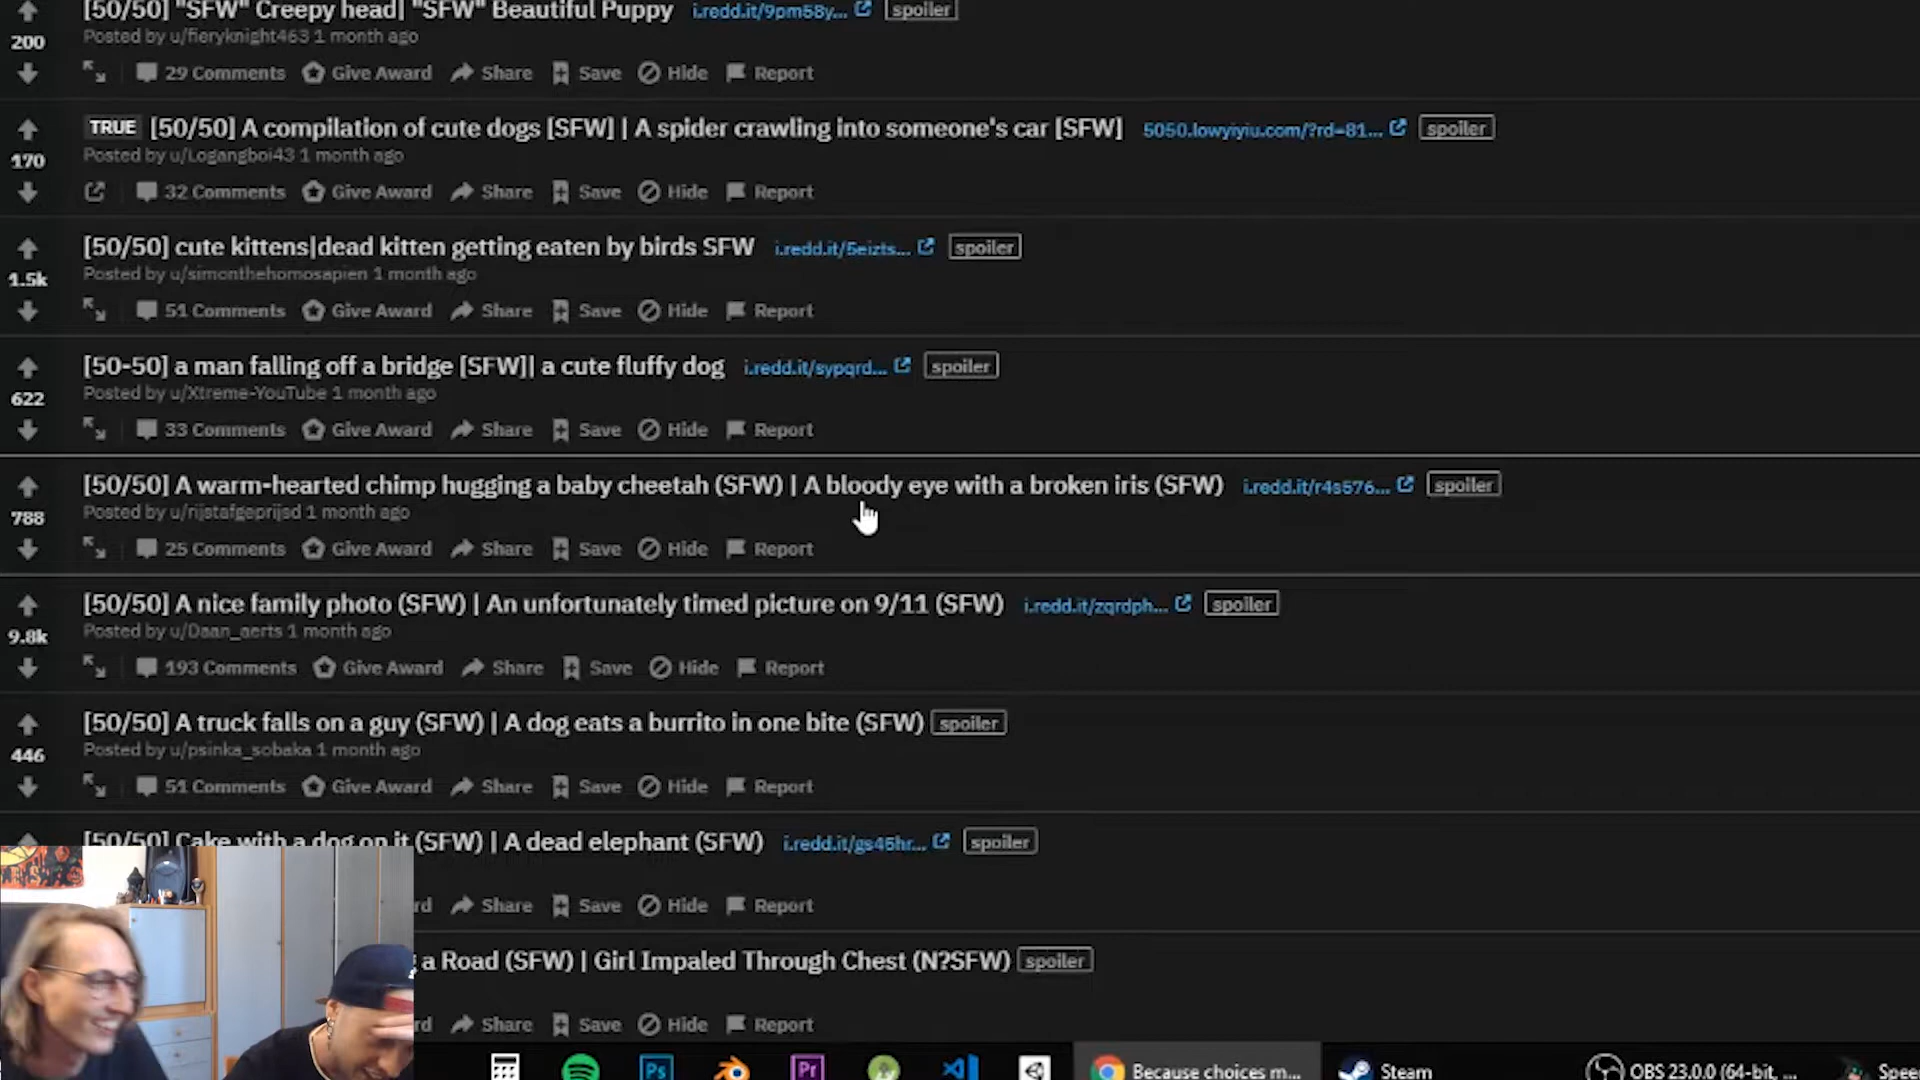 [50/50] "SFW" Creepy head| "SFW" Beautiful Puppy i.redd.it/9pm58y... spoiler
200
Posted by u/fieryknight463 1 month ago
29 Comments Give Award Share Save Hide Report
TRUE [50/50] A compilation of cute dogs [SFW] | A spider crawling into someone's car [SFW] 5050.lowyiyiu.com/?rd=81... spoiler
170
Posted by u/Logangboi43 1 month ago
32 Comments Give Award Share Save Hide Report
[50/50] cute kittens|dead kitten getting eaten by birds SFW i.redd.it/5eizts... spoiler
1.5k
Posted by u/simonthehomosapien 1 month ago
51 Comments Give Award Share Save Hide Report
[50-50] a man falling off a bridge [SFW]| a cute fluffy dog i.redd.it/sypqrd... spoiler
622
Posted by u/Xtreme-YouTube 1 month ago
33 Comments Give Award Share Save Hide Report
[50/50] A warm-hearted chimp hugging a baby cheetah (SFW) | A bloody eye with a broken iris (SFW) i.redd.it/r4s576... spoiler
788
Posted by u/rijstafgeprijsd 1 month ago
25 Comments Give Award Share Save Hide Report
[50/50] A nice family photo (SFW) | An unfortunately timed picture on 9/11 (SFW) i.redd.it/zqrdph... spoiler
9.8k
Posted by u/Daan_aerts 1 month ago
193 Comments Give Award Share Save Hide Report
[50/50] A truck falls on a guy (SFW) | A dog eats a burrito in one bite (SFW) spoiler
446
Posted by u/psinka_sobaka 1 month ago
51 Comments Give Award Share Save Hide Report
[50/50] Cake with a dog on it (SFW) | A dead elephant (SFW) i.redd.it/gs45hr... spoiler
rd Share Save Hide Report
a Road (SFW) | Girl Impaled Through Chest (N?SFW) spoiler
rd Share Save Hide Report
Ps Pr Because choices m... Steam OBS 23.0.0 (64-bit, ... Spee